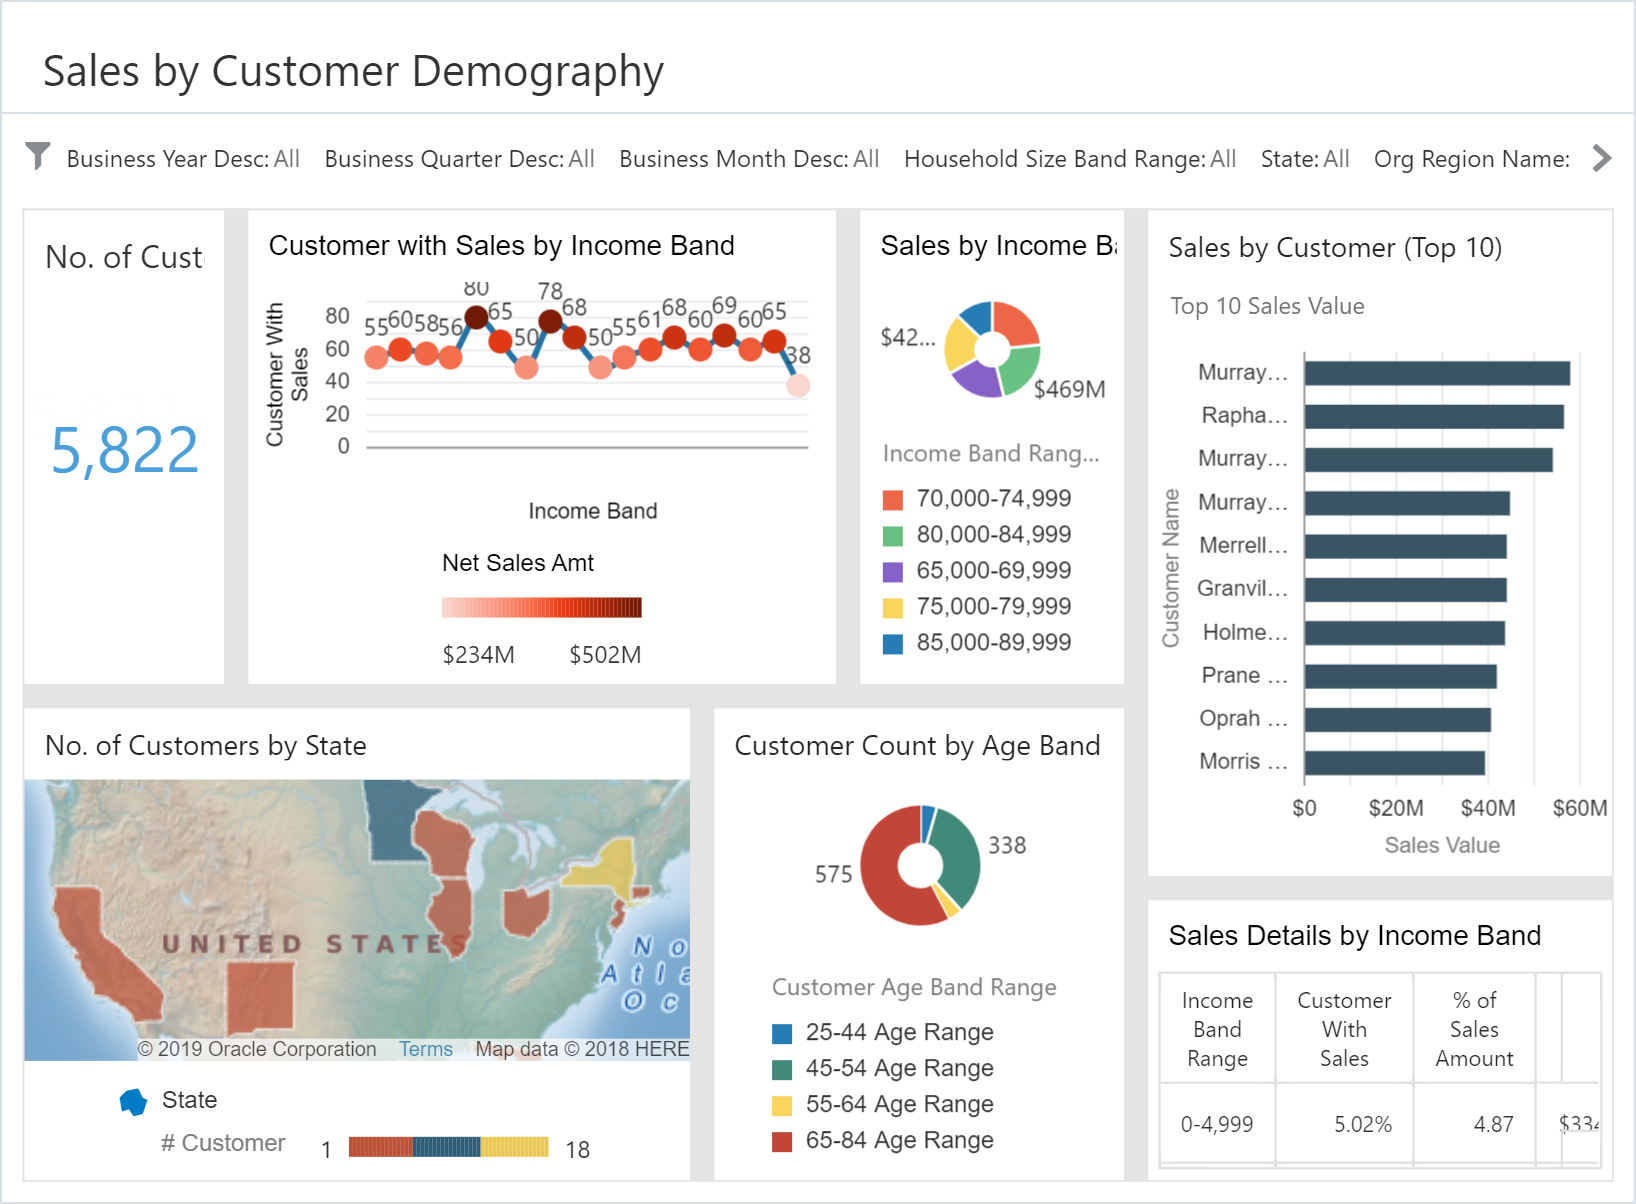 Sales by Customer Demography
Business Year Desc: All Business Quarter Desc: All Business Month Desc: All Household Size Band Range: All State: All Org Region Name:
No. of Cust
5,822
Customer with Sales by Income Band
Customer With
Sales
80
60
40
20
0
55 60 58 56 80 65 50 78 68 50 55 61 68 60 69 60 65 38
Income Band
Net Sales Amt
$234M $502M
Sales by Income Ba
$42...
$469M
Income Band Rang...
70,000-74,999
80,000-84,999
65,000-69,999
75,000-79,999
85,000-89,999
Sales by Customer (Top 10)
Top 10 Sales Value
Customer Name
Murray...
Rapha...
Murray...
Murray...
Merrell...
Granvil...
Holme...
Prane ...
Oprah ...
Morris ...
$0 $20M $40M $60M
Sales Value
No. of Customers by State
UNITED STATES
N o
A t l a
O c
© 2019 Oracle Corporation Terms Map data © 2018 HERE
State
# Customer
1 18
Customer Count by Age Band
338
575
Customer Age Band Range
25-44 Age Range
45-54 Age Range
55-64 Age Range
65-84 Age Range
Sales Details by Income Band
Income Band Range
Customer With Sales
% of Sales Amount
0-4,999 5.02% 4.87 $334